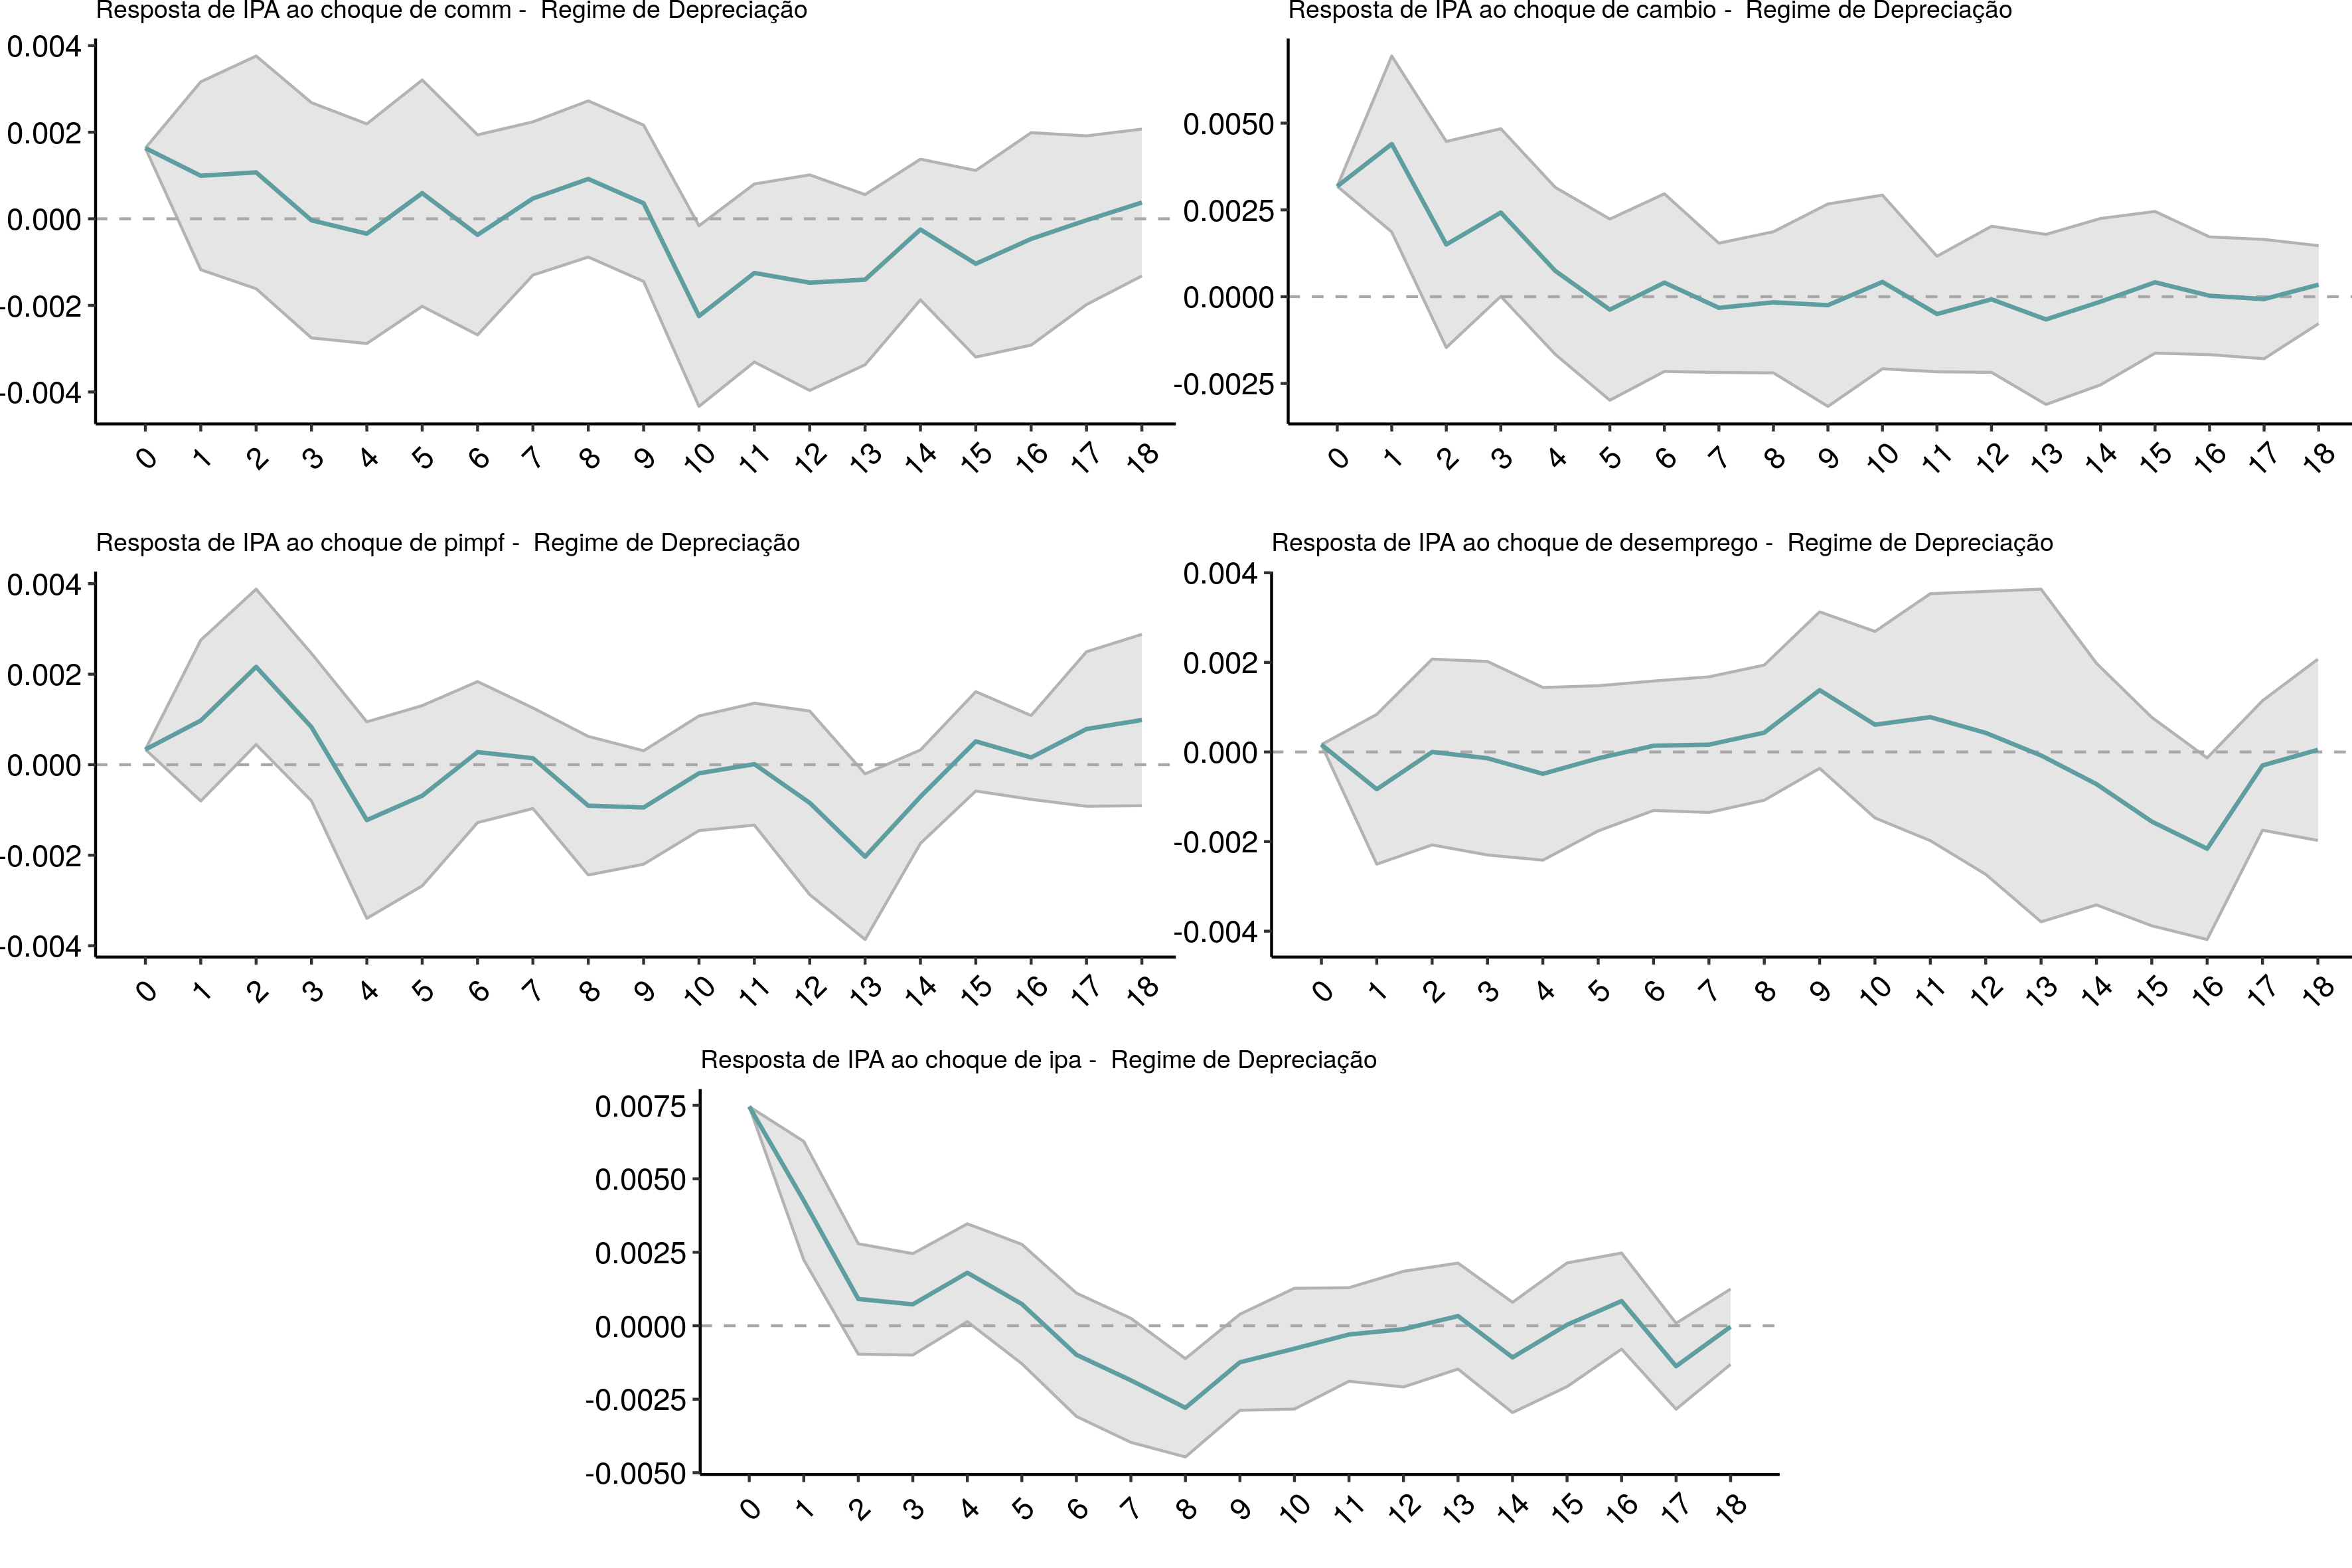 Resposta de IPA ao choque de comm -  Regime de Depreciação
0.004
0.002
0.000
-0.002
-0.004
0 1 2 3 4 5 6 7 8 9 10 11 12 13 14 15 16 17 18
Resposta de IPA ao choque de cambio -  Regime de Depreciação
0.0050
0.0025
0.0000
-0.0025
0 1 2 3 4 5 6 7 8 9 10 11 12 13 14 15 16 17 18
Resposta de IPA ao choque de pimpf -  Regime de Depreciação
0.004
0.002
0.000
-0.002
-0.004
0 1 2 3 4 5 6 7 8 9 10 11 12 13 14 15 16 17 18
Resposta de IPA ao choque de desemprego -  Regime de Depreciação
0.004
0.002
0.000
-0.002
-0.004
0 1 2 3 4 5 6 7 8 9 10 11 12 13 14 15 16 17 18
Resposta de IPA ao choque de ipa -  Regime de Depreciação
0.0075
0.0050
0.0025
0.0000
-0.0025
-0.0050
0 1 2 3 4 5 6 7 8 9 10 11 12 13 14 15 16 17 18